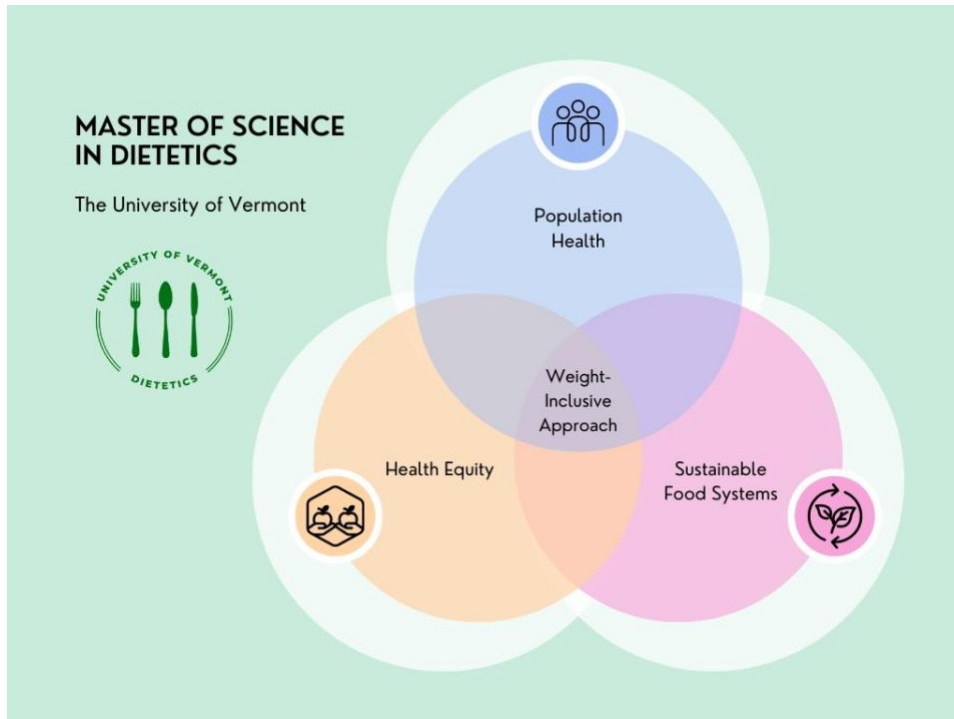 MASTER OF SCIENCE
IN DIETETICS
The University of Vermont
UNIVERSITY OF VERMONT
DIETETICS
Population
Health
Weight-
Inclusive
Approach
Health Equity
Sustainable
Food Systems